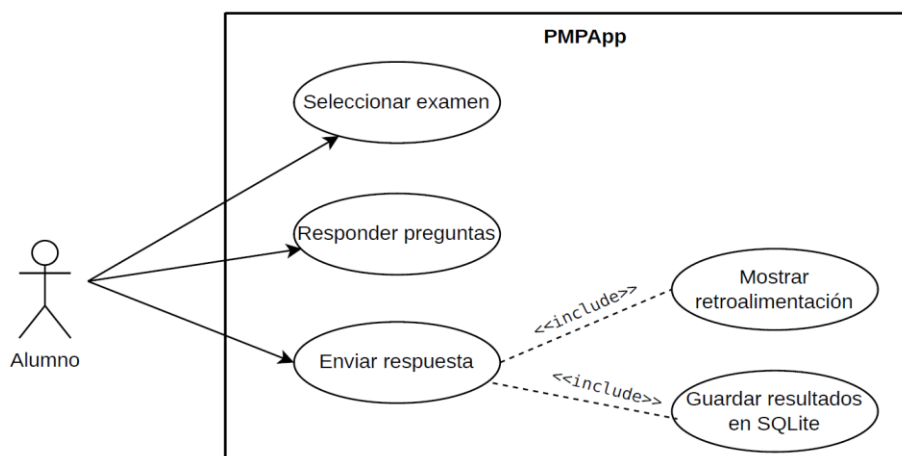 PMPApp
Seleccionar examen
Responder preguntas
Alumno
Enviar respuesta
<<include>>
Mostrar
retroalimentación
<<include>>
Guardar resultados
en SQLite